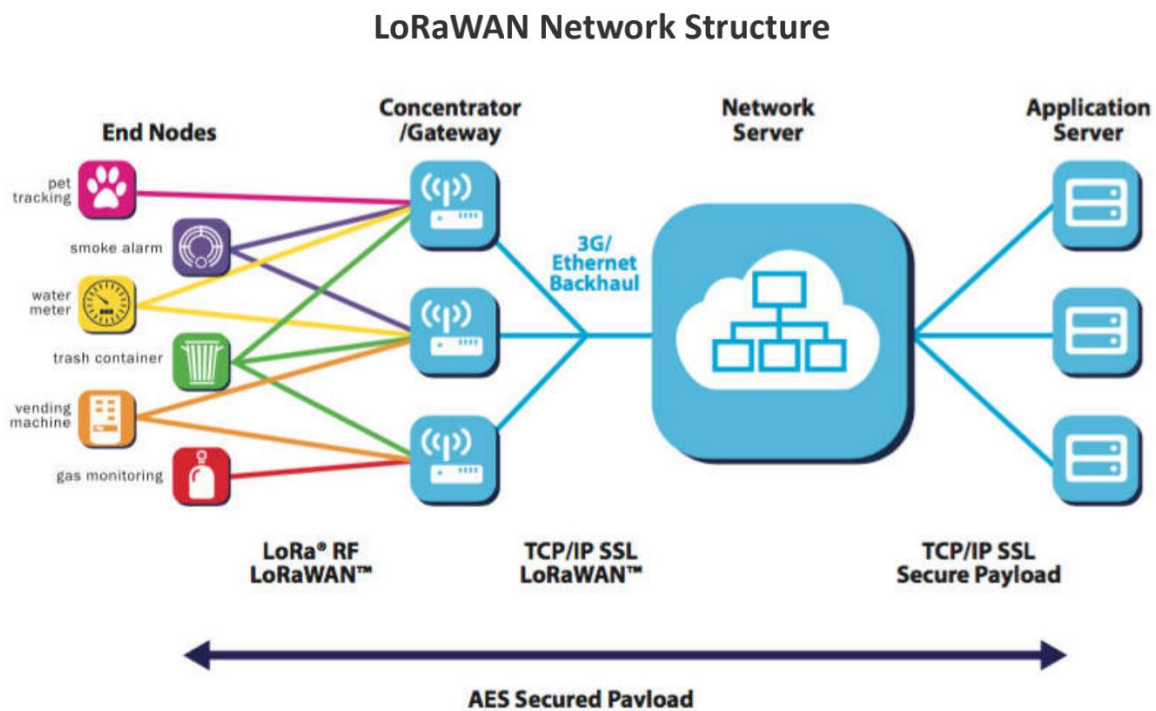 LoRaWAN Network Structure
End Nodes
Concentrator
/Gateway
Network
Server
Application
Server
pet
tracking
smoke alarm
water
meter
trash container
vending
machine
gas monitoring
3G/
Ethernet
Backhaul
LoRa® RF
LoRaWAN™
TCP/IP SSL
LoRaWAN™
TCP/IP SSL
Secure Payload
AES Secured Payload